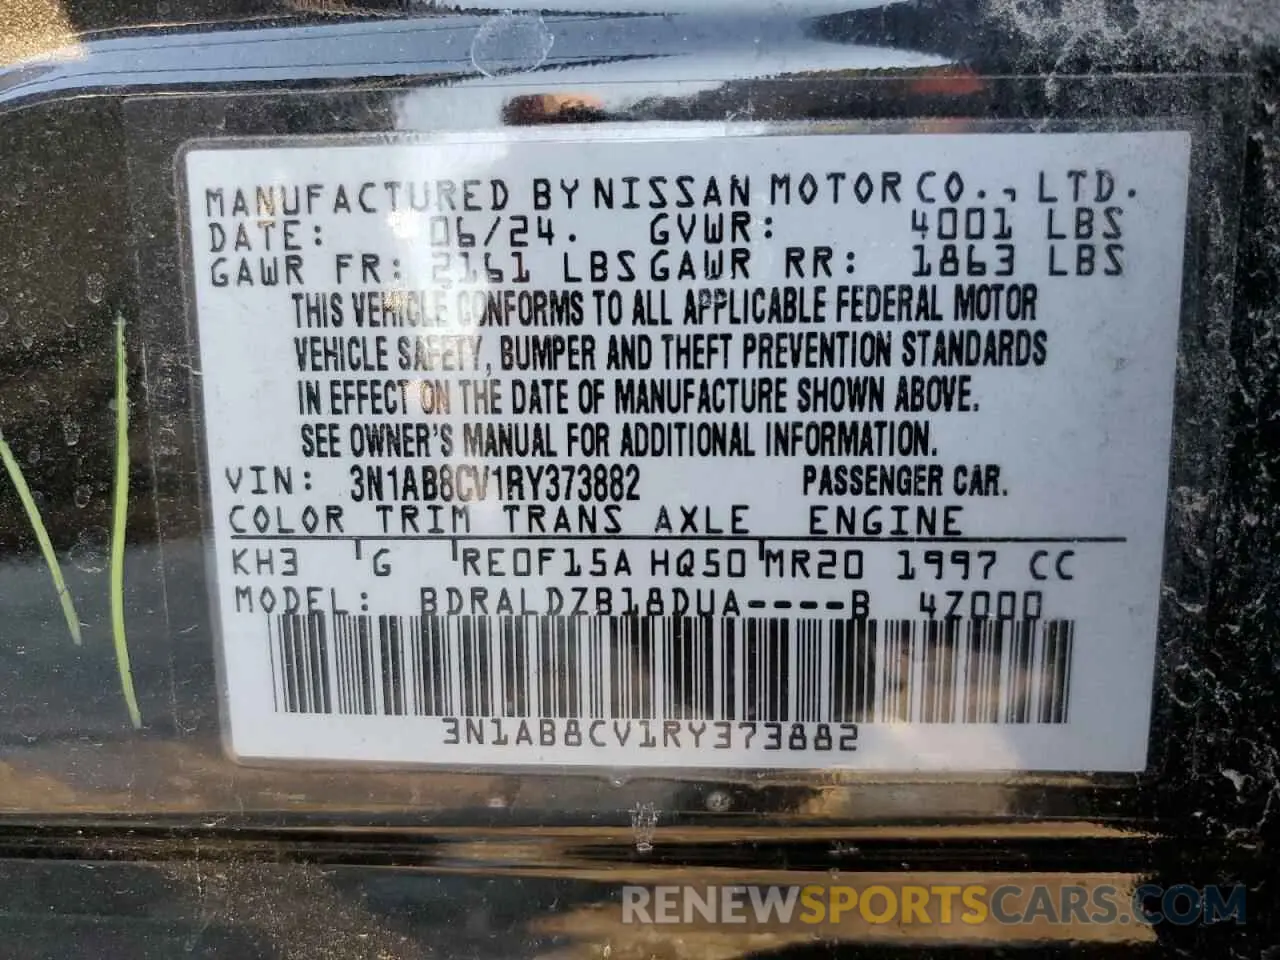 MANUFACTURED BY NISSAN MOTOR CO., LTD.
DATE: 06/24. GVWR: 4001 LBS
GAWR FR: 2161 LBS GAWR RR: 1863 LBS
THIS VEHICLE CONFORMS TO ALL APPLICABLE FEDERAL MOTOR
VEHICLE SAFETY, BUMPER AND THEFT PREVENTION STANDARDS
IN EFFECT ON THE DATE OF MANUFACTURE SHOWN ABOVE.
SEE OWNER'S MANUAL FOR ADDITIONAL INFORMATION.
VIN: 3N1AB8CV1RY373882 PASSENGER CAR.
COLOR TRIM TRANS AXLE ENGINE
KH3 G RE0F15A HQ50 MR20 1997 CC
MODEL: BDRALDZB18DUA----B 4Z000
3N1AB8CV1RY373882
RENEWSPORTSCARS.COM